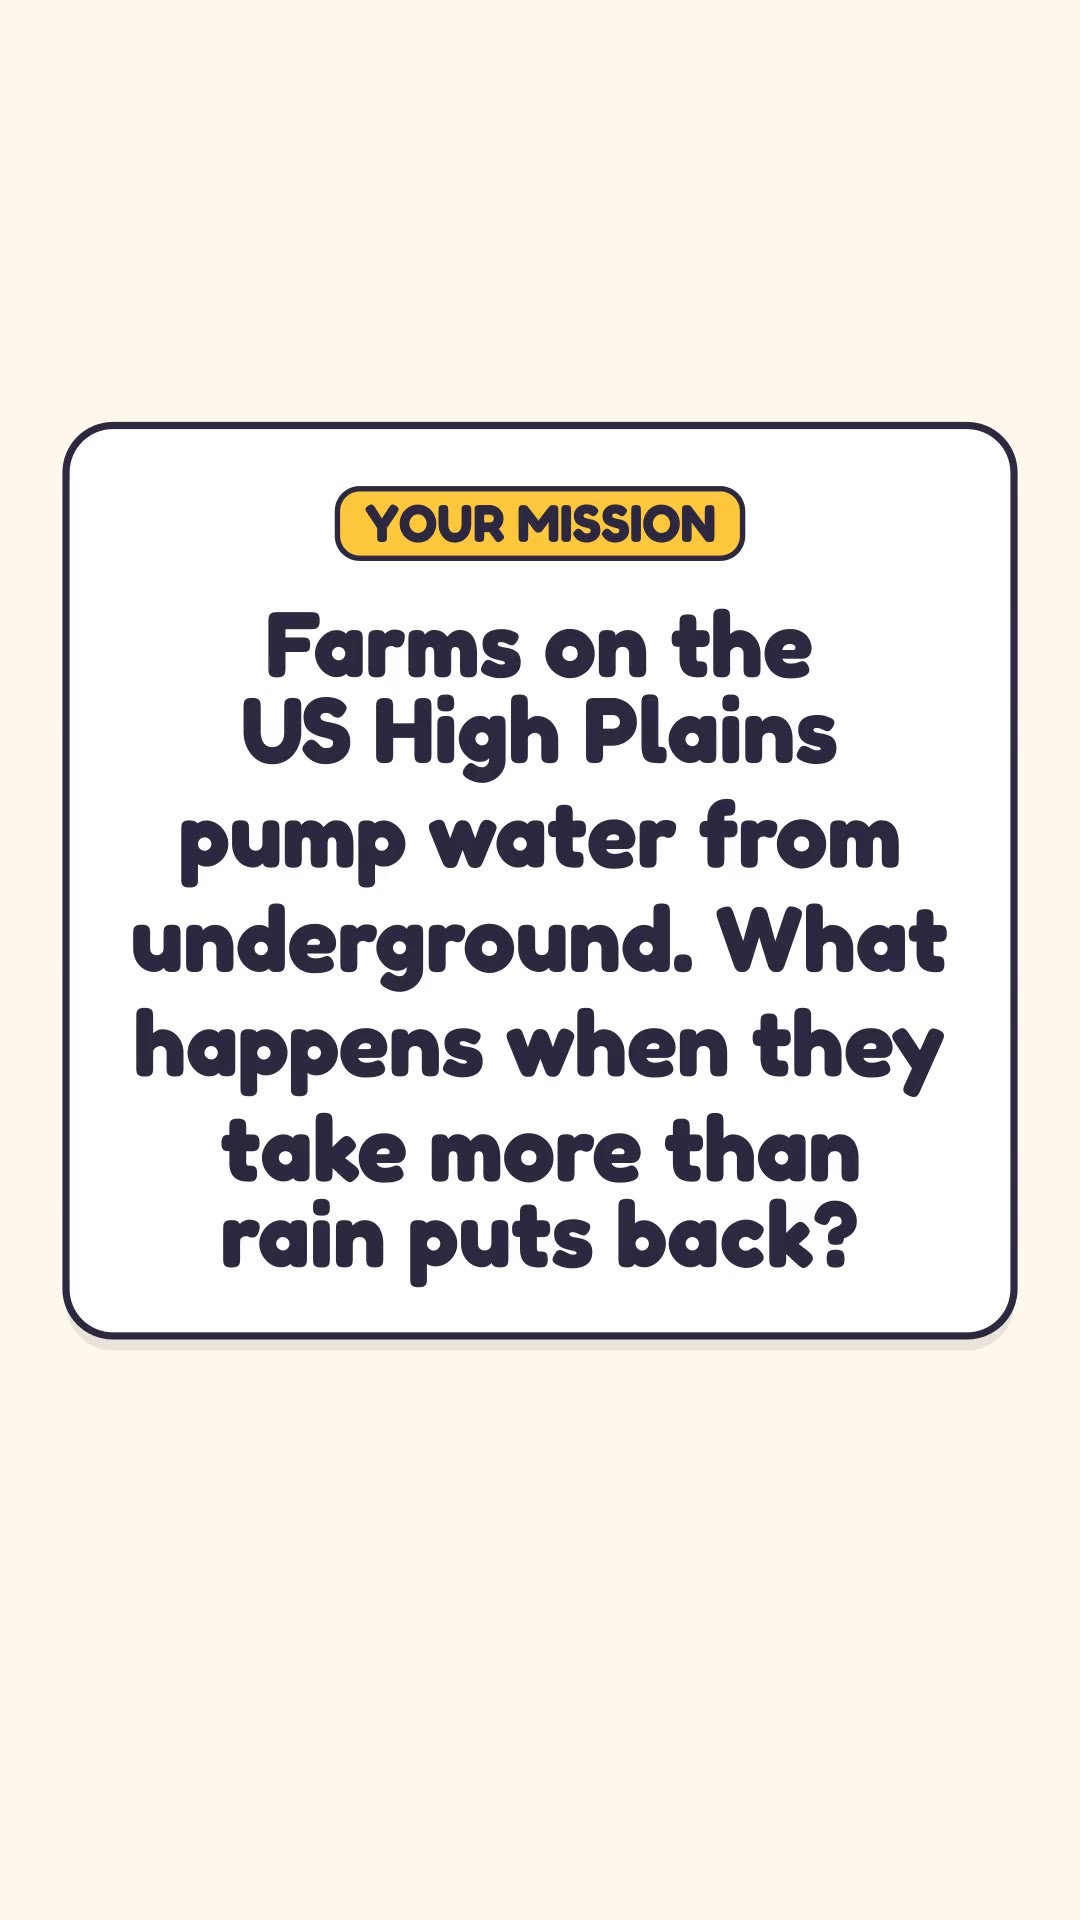 YOUR MISSION
Farms on the
US High Plains
pump water from
underground. What
happens when they
take more than
rain puts back?